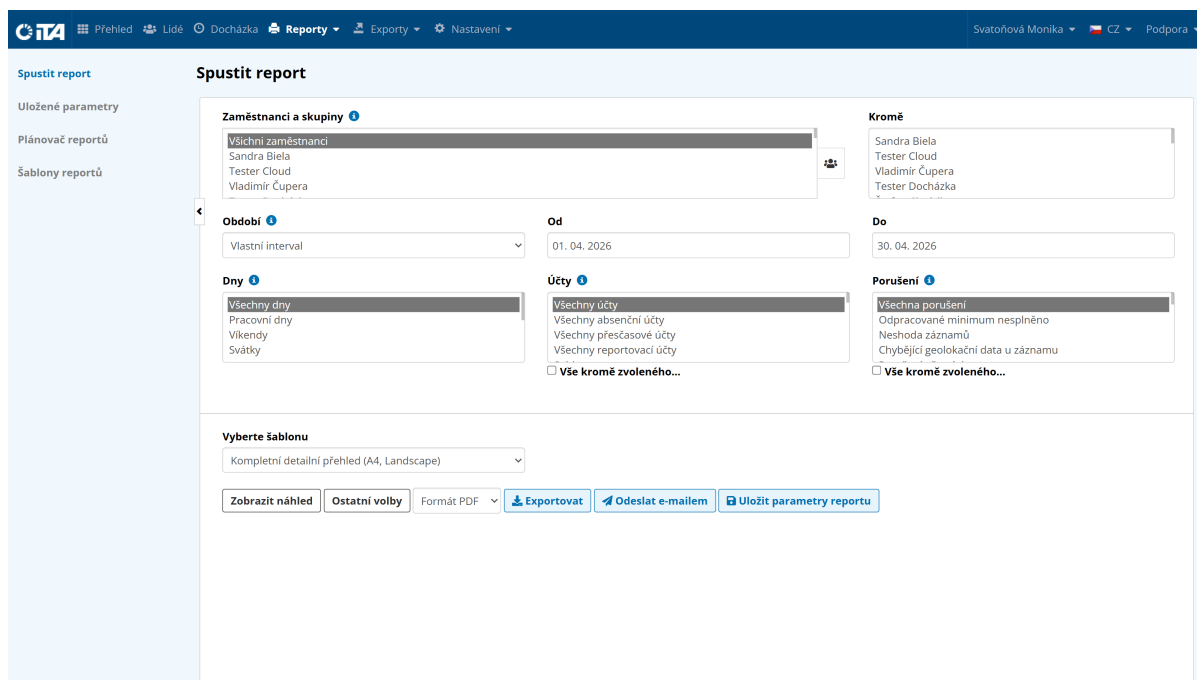 iTA Přehled Lidé Docházka Reporty Exporty Nastavení Svatoňová Monika CZ Podpora
Spustit report
Uložené parametry
Plánovač reportů
Šablony reportů
Spustit report
Zaměstnanci a skupiny
Všichni zaměstnanci
Sandra Biela
Tester Cloud
Vladimír Čupera
Kromě
Sandra Biela
Tester Cloud
Vladimír Čupera
Tester Docházka
Období
Vlastní interval
Od
01. 04. 2026
Do
30. 04. 2026
Dny
Všechny dny
Pracovní dny
Víkendy
Svátky
Účty
Všechny účty
Všechny absenční účty
Všechny přesčasové účty
Všechny reportovací účty
Vše kromě zvoleného...
Porušení
Všechna porušení
Odpracované minimum nesplněno
Neshoda záznamů
Chybějící geolokační data u záznamu
Vše kromě zvoleného...
Vyberte šablonu
Kompletní detailní přehled (A4, Landscape)
Zobrazit náhled Ostatní volby Formát PDF Exportovat Odeslat e-mailem Uložit parametry reportu